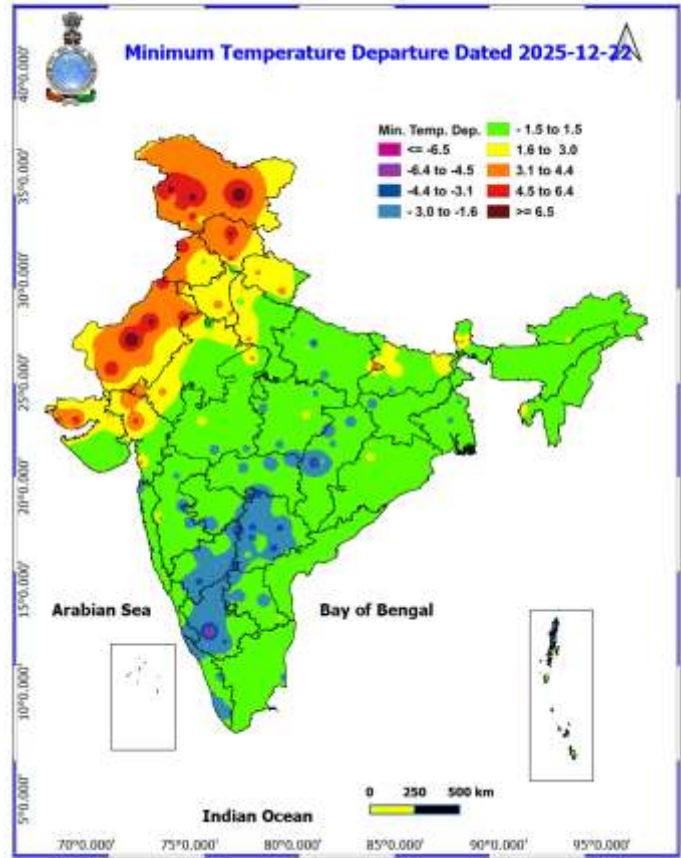 Minimum Temperature Departure Dated 2025-12-22
Min. Temp. Dep.
<= -6.5
-6.4 to -4.5
-4.4 to -3.1
- 3.0 to -1.6
- 1.5 to 1.5
1.6 to 3.0
3.1 to 4.4
4.5 to 6.4
>= 6.5
40°0.000'
35°0.000'
30°0.000'
25°0.000'
20°0.000'
15°0.000'
10°0.000'
5°0.000'
Arabian Sea
Bay of Bengal
0 250 500 km
Indian Ocean
70°0.000' 75°0.000' 80°0.000' 85°0.000' 90°0.000' 95°0.000'